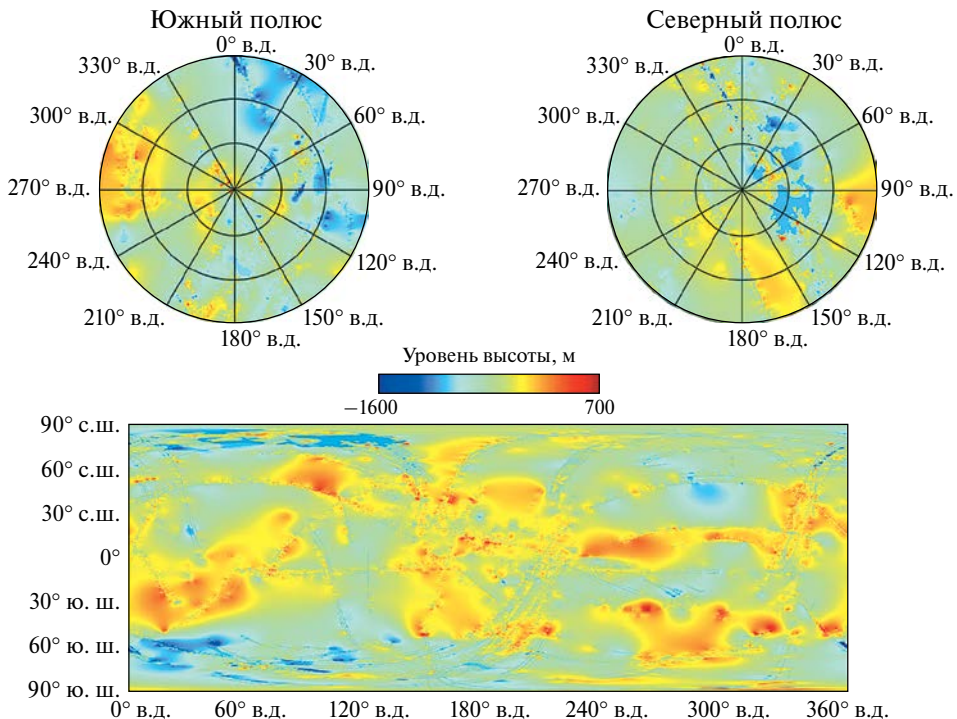 Южный полюс
Северный полюс
0° в.д.
30° в.д.
60° в.д.
90° в.д.
120° в.д.
150° в.д.
180° в.д.
210° в.д.
240° в.д.
270° в.д.
300° в.д.
330° в.д.
0° в.д.
30° в.д.
60° в.д.
90° в.д.
120° в.д.
150° в.д.
180° в.д.
210° в.д.
240° в.д.
270° в.д.
300° в.д.
330° в.д.
Уровень высоты, м
−1600 700
90° с.ш.
60° с.ш.
30° с.ш.
0°
30° ю. ш.
60° ю. ш.
90° ю. ш.
0° в.д. 60° в.д. 120° в.д. 180° в.д. 240° в.д. 300° в.д. 360° в.д.